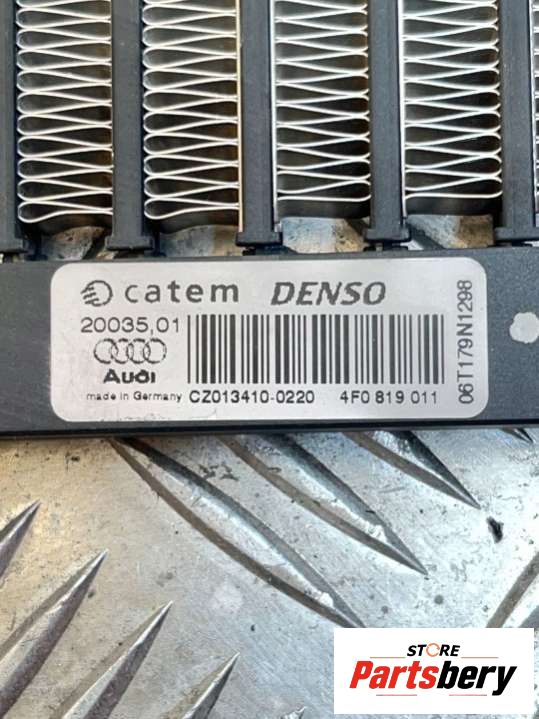 catem DENSO
20035,01
Audi
made in Germany CZ013410-0220 4F0 819 011
06T179N1298
STORE
Partsbery